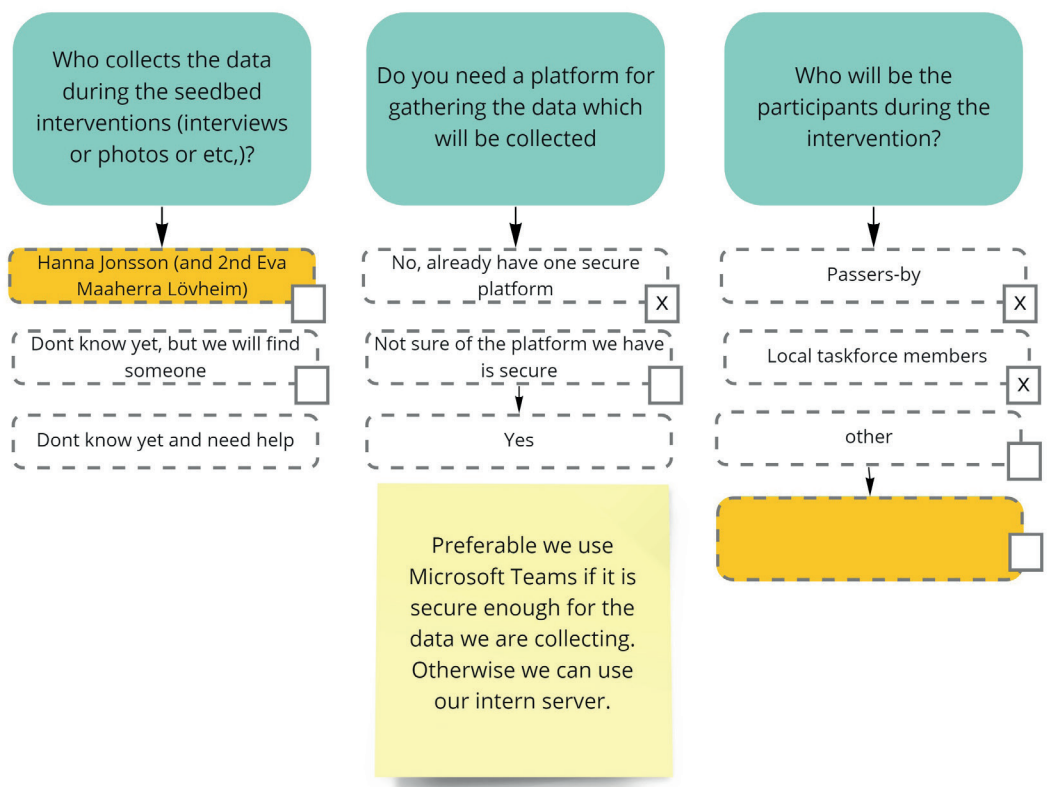 Who collects the data
during the seedbed
interventions (interviews
or photos or etc,)?
Hanna Jonsson (and 2nd Eva
Maaherra Lövheim)
Dont know yet, but we will find
someone
Dont know yet and need help
Do you need a platform for
gathering the data which
will be collected
No, already have one secure
platform
X
Not sure of the platform we have
is secure
Yes
Preferable we use
Microsoft Teams if it is
secure enough for the
data we are collecting.
Otherwise we can use
our intern server.
Who will be the
participants during the
intervention?
Passers-by
X
Local taskforce members
X
other